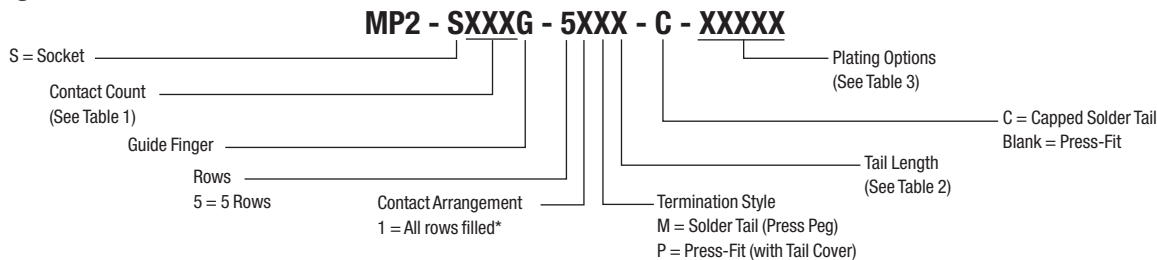 MP2 - SXXXG - 5XXX - C - XXXXX
S = Socket
Contact Count
(See Table 1)
Guide Finger
Rows
5 = 5 Rows
Contact Arrangement
1 = All rows filled*
Termination Style
M = Solder Tail (Press Peg)
P = Press-Fit (with Tail Cover)
Tail Length
(See Table 2)
C = Capped Solder Tail
Blank = Press-Fit
Plating Options
(See Table 3)